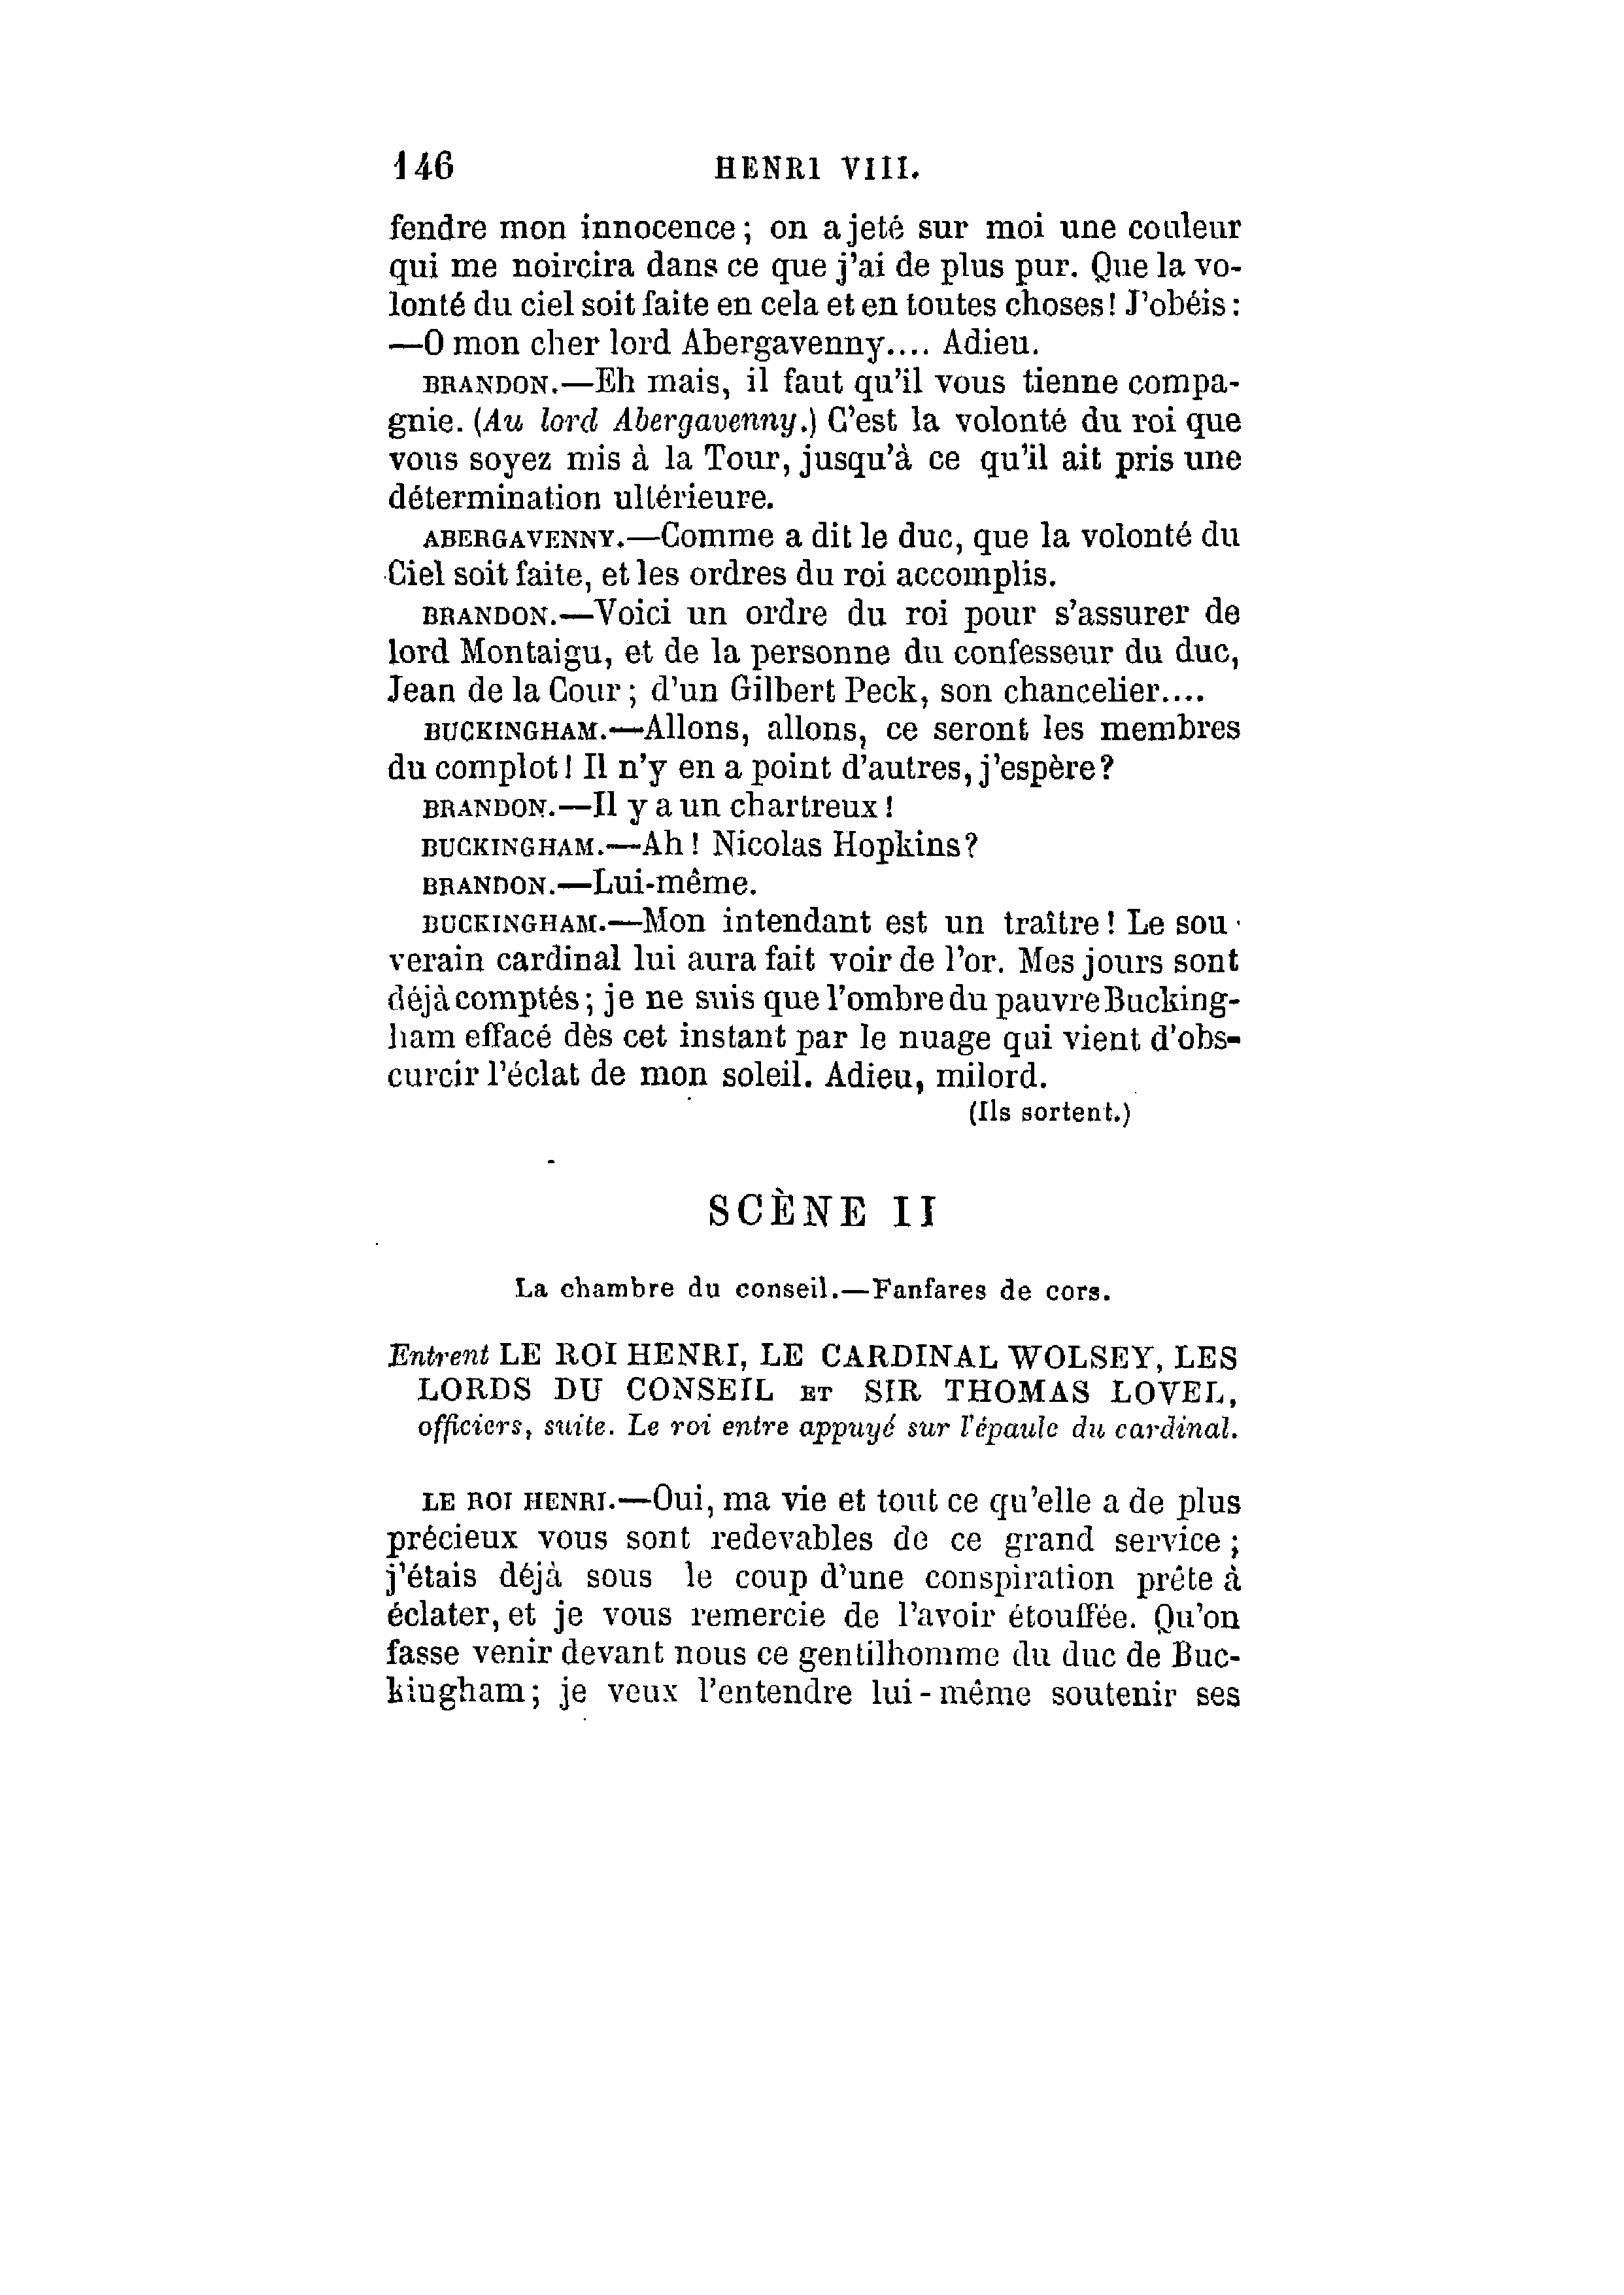 146 HENRI VIII.
fendre mon innocence; on a jeté sur moi une couleur
qui me noircira dans ce que j'ai de plus pur. Que la vo-
lonté du ciel soit faite en cela et en toutes choses! J'obéis:
—O mon cher lord Abergavenny.... Adieu.
BRANDON.—Eh mais, il faut qu'il vous tienne compa-
gnie. (Au lord Abergavenny.) C'est la volonté du roi que
vous soyez mis à la Tour, jusqu'à ce qu'il ait pris une
détermination ultérieure.
ABERGAVENNY.—Comme a dit le duc, que la volonté du
Ciel soit faite, et les ordres du roi accomplis.
BRANDON.—Voici un ordre du roi pour s'assurer de
lord Montaigu, et de la personne du confesseur du duc,
Jean de la Cour; d'un Gilbert Peck, son chancelier....
BUCKINGHAM.—Allons, allons, ce seront les membres
du complot! Il n'y en a point d'autres, j'espère?
BRANDON.—Il y a un chartreux!
BUCKINGHAM.—Ah! Nicolas Hopkins?
BRANDON.—Lui-même.
BUCKINGHAM.—Mon intendant est un traître! Le sou-
verain cardinal lui aura fait voir de l'or. Mes jours sont
déjà comptés; je ne suis que l'ombre du pauvre Bucking-
ham effacé dès cet instant par le nuage qui vient d'obs-
curcir l'éclat de mon soleil. Adieu, milord.
(Ils sortent.)
SCÈNE II
La chambre du conseil.—Fanfares de cors.
Entrent LE ROI HENRI, LE CARDINAL WOLSEY, LES
LORDS DU CONSEIL ET SIR THOMAS LOVEL,
officiers, suite. Le roi entre appuyé sur l'épaule du cardinal.
LE ROI HENRI.—Oui, ma vie et tout ce qu'elle a de plus
précieux vous sont redevables de ce grand service;
j'étais déjà sous le coup d'une conspiration prête à
éclater, et je vous remercie de l'avoir étouffée. Qu'on
fasse venir devant nous ce gentilhomme du duc de Buc-
kingham; je veux l'entendre lui-même soutenir ses